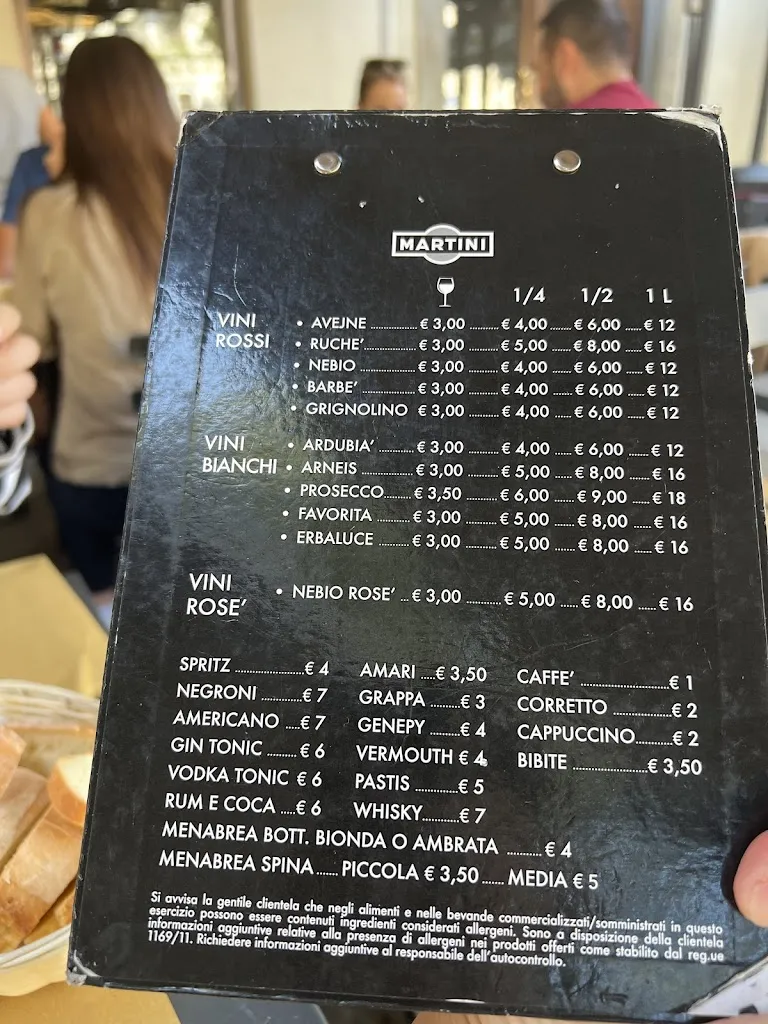 MARTINI
1/4 1/2 1 L
VINI ROSSI
• AVEJNE ........ € 3,00 ........ € 4,00 ..... € 6,00 .... € 12
• RUCHE' ........ € 3,00 ........ € 5,00 ..... € 8,00 .... € 16
• NEBIO ........ € 3,00 ........ € 4,00 ..... € 6,00 .... € 12
• BARBE' ........ € 3,00 ........ € 4,00 ..... € 6,00 .... € 12
• GRIGNOLINO € 3,00 ........ € 4,00 ..... € 6,00 .... € 12
VINI BIANCHI
• ARDUBIA' ........ € 3,00 ........ € 4,00 ..... € 6,00 .... € 12
• ARNEIS ........ € 3,00 ........ € 5,00 ..... € 8,00 .... € 16
• PROSECCO ....... € 3,50 ........ € 6,00 ..... € 9,00 .... € 18
• FAVORITA ........ € 3,00 ........ € 5,00 ..... € 8,00 .... € 16
• ERBALUCE ........ € 3,00 ........ € 5,00 ..... € 8,00 .... € 16
VINI ROSE'
• NEBIO ROSE' .. € 3,00 ........ € 5,00 ..... € 8,00 .... € 16
SPRITZ ........ € 4 AMARI .... € 3,50 CAFFE' ........ € 1
NEGRONI ........ € 7 GRAPPA ...... € 3 CORRETTO ........ € 2
AMERICANO .... € 7 GENEPY ...... € 4 CAPPUCCINO ........ € 2
GIN TONIC ........ € 6 VERMOUTH € 4 BIBITE ........ € 3,50
VODKA TONIC € 6 PASTIS ........ € 5
RUM E COCA .... € 6 WHISKY ........ € 7
MENABREA BOTT. BIONDA O AMBRATA ........ € 4
MENABREA SPINA ..... PICCOLA € 3,50 ..... MEDIA € 5
Si avvisa la gentile clientela che negli alimenti e nelle bevande commercializzati/somministrati in questo
esercizio possono essere contenuti ingredienti considerati allergeni. Sono a disposizione della clientela
informazioni aggiuntive relative alla presenza di allergeni nei prodotti offerti come stabilito dal reg.ue
1169/11. Richiedere informazioni aggiuntive al responsabile dell'autocontrollo.